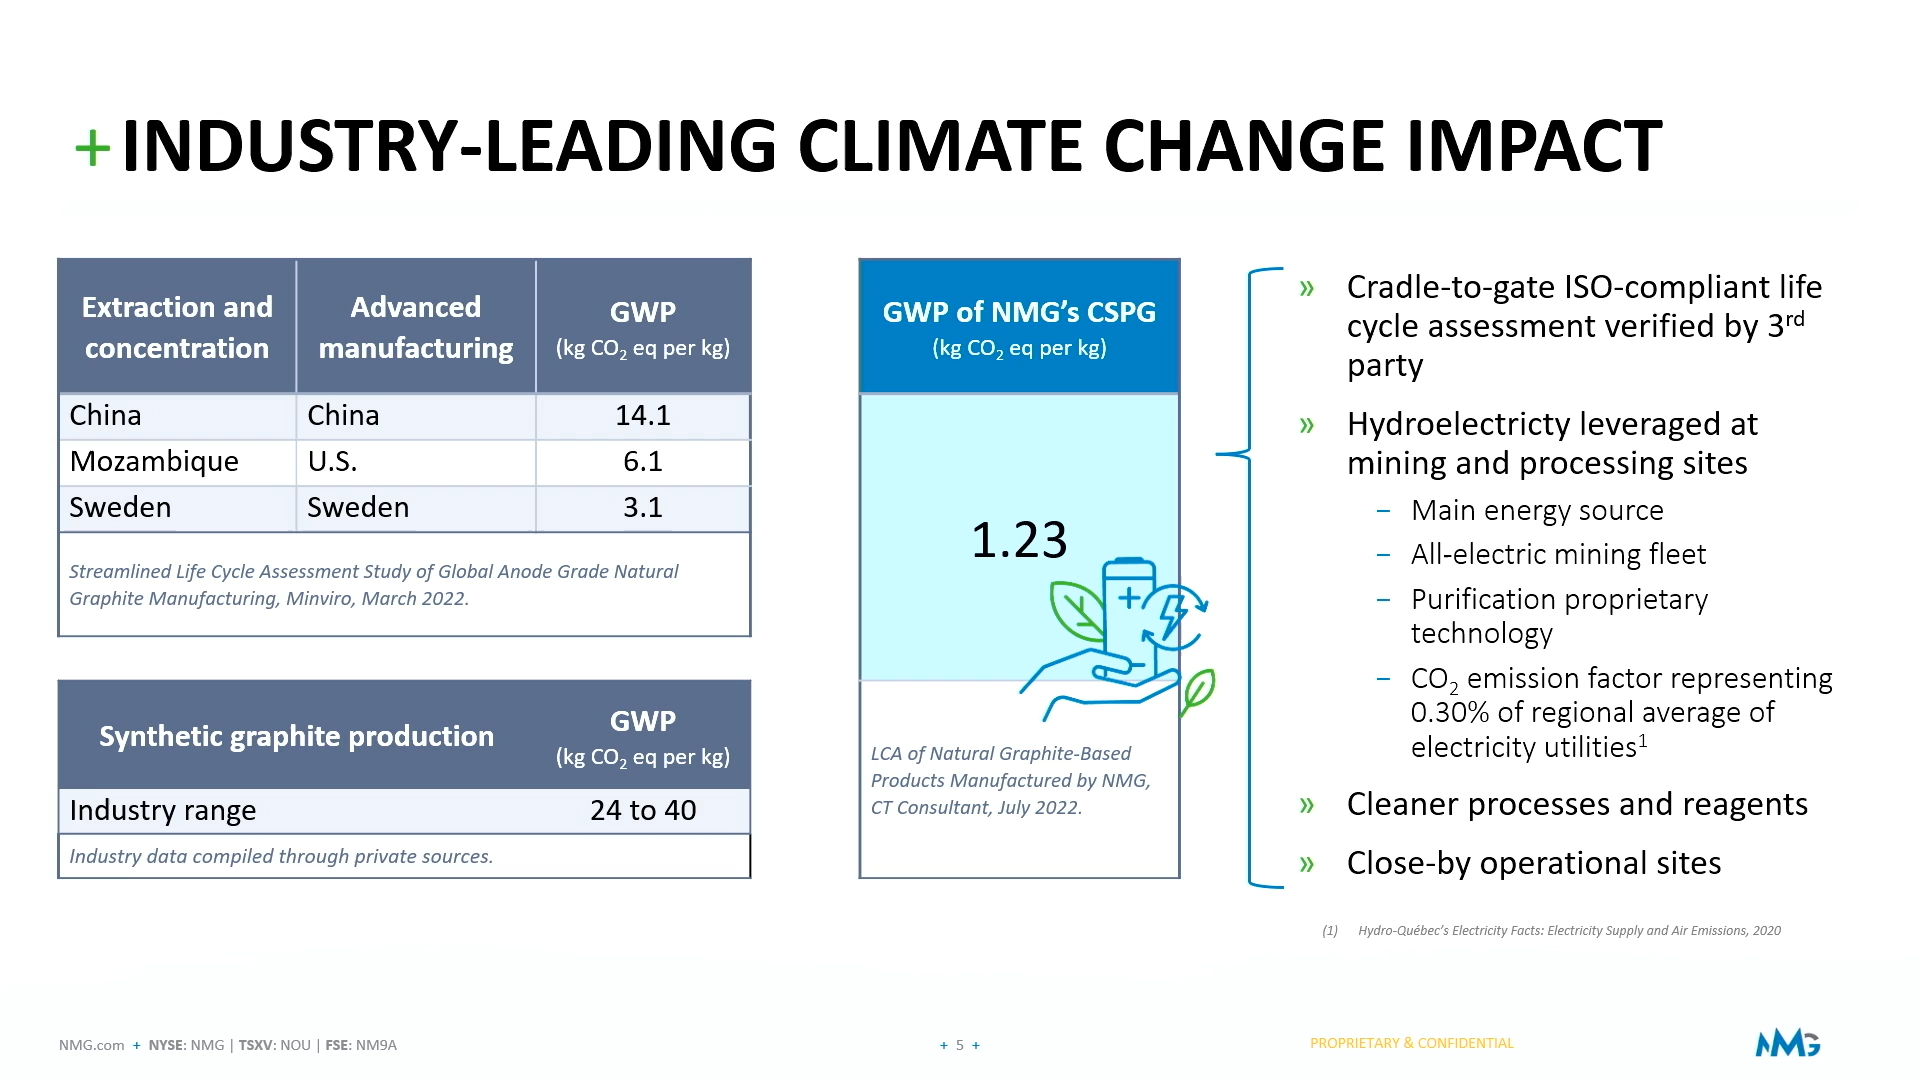 + INDUSTRY-LEADING CLIMATE CHANGE IMPACT
Extraction and
concentration
Advanced
manufacturing
GWP
(kg CO₂ eq per kg)
China China 14.1
Mozambique U.S. 6.1
Sweden Sweden 3.1
Streamlined Life Cycle Assessment Study of Global Anode Grade Natural
Graphite Manufacturing, Minviro, March 2022.
Synthetic graphite production
GWP
(kg CO₂ eq per kg)
Industry range 24 to 40
Industry data compiled through private sources.
GWP of NMG's CSPG
(kg CO₂ eq per kg)
1.23
LCA of Natural Graphite-Based
Products Manufactured by NMG,
CT Consultant, July 2022.
» Cradle-to-gate ISO-compliant life
cycle assessment verified by 3rd
party
» Hydroelectricty leveraged at
mining and processing sites
– Main energy source
– All-electric mining fleet
– Purification proprietary
technology
– CO₂ emission factor representing
0.30% of regional average of
electricity utilities¹
» Cleaner processes and reagents
» Close-by operational sites
(1) Hydro-Québec's Electricity Facts: Electricity Supply and Air Emissions, 2020
NMG.com + NYSE: NMG | TSXV: NOU | FSE: NM9A
+ 5 +
PROPRIETARY & CONFIDENTIAL
NMG